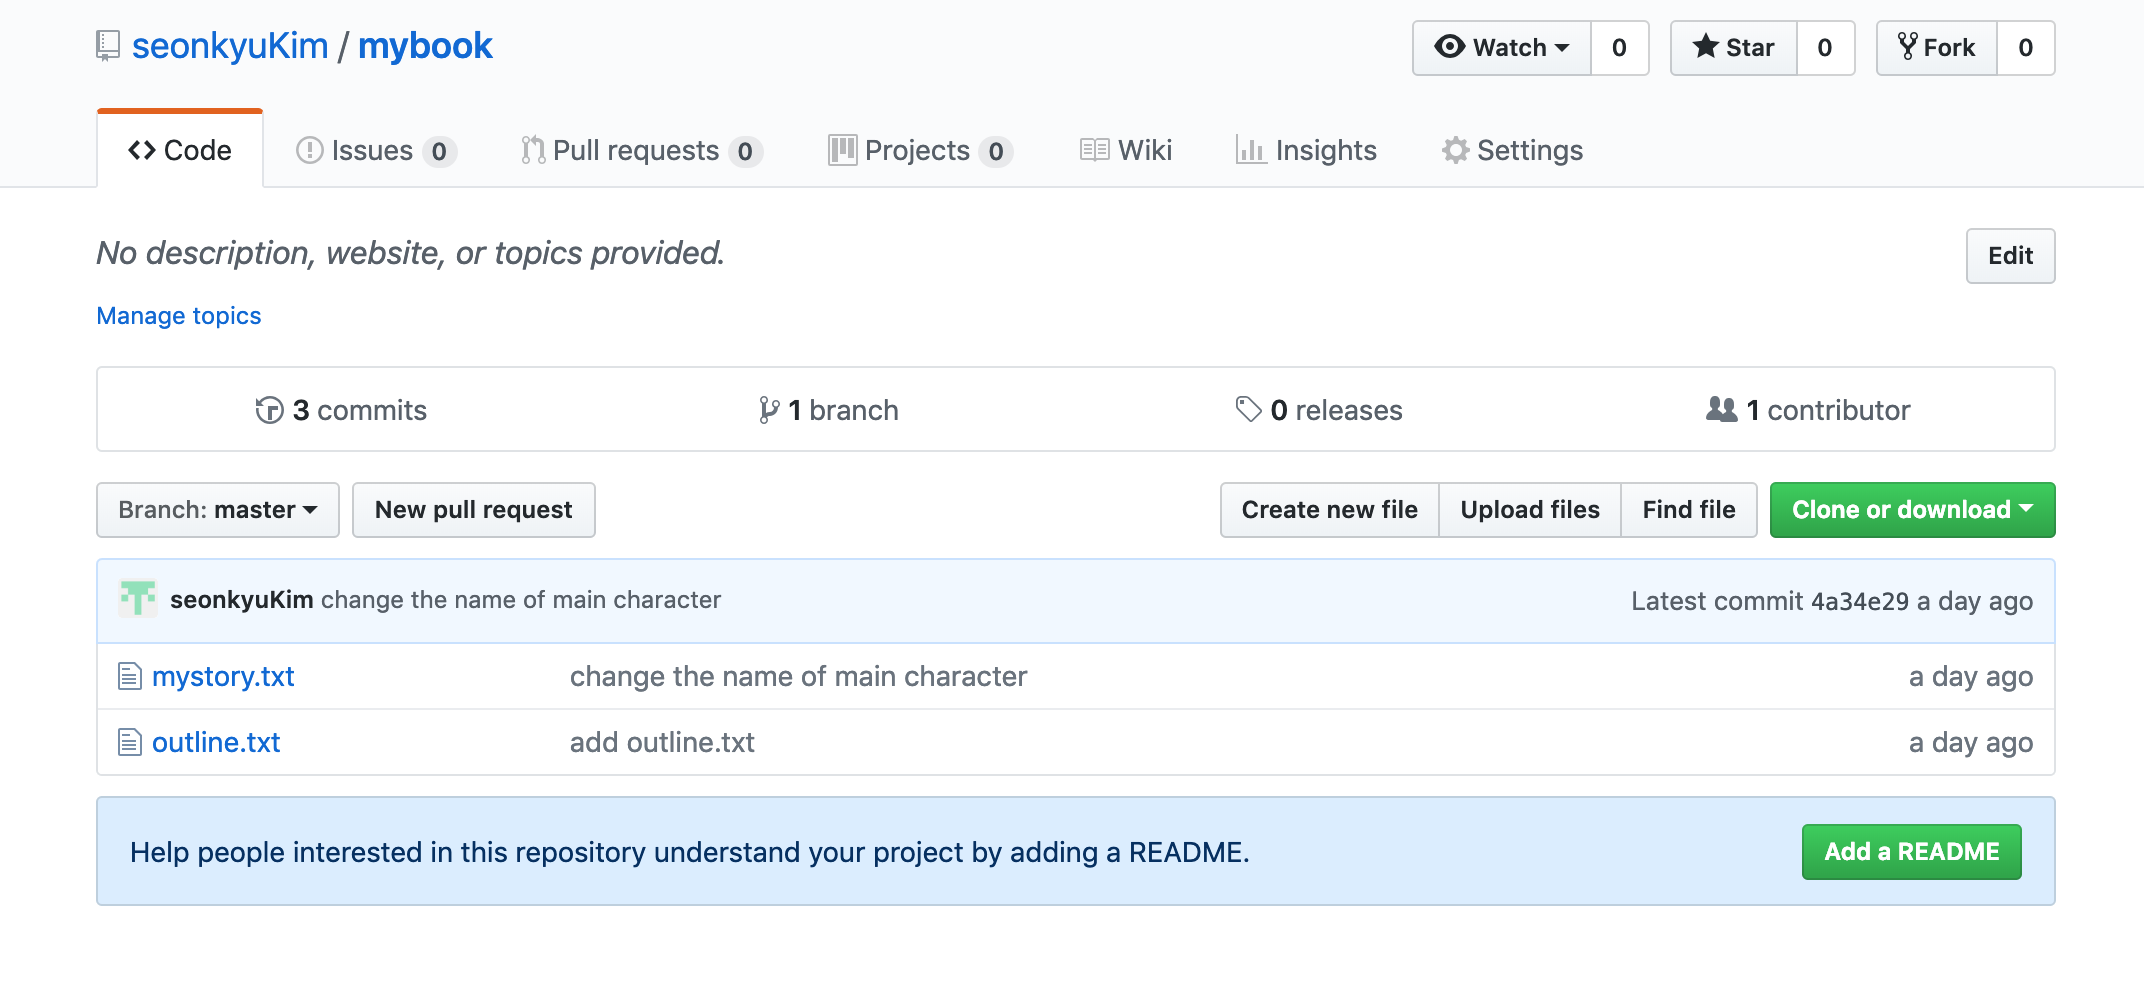 seonkyuKim / mybook
Watch 0 Star 0 Fork 0
Code Issues 0 Pull requests 0 Projects 0 Wiki Insights Settings
No description, website, or topics provided.
Edit
Manage topics
3 commits 1 branch 0 releases 1 contributor
Branch: master New pull request Create new file Upload files Find file Clone or download
seonkyuKim change the name of main character Latest commit 4a34e29 a day ago
mystory.txt change the name of main character a day ago
outline.txt add outline.txt a day ago
Help people interested in this repository understand your project by adding a README. Add a README